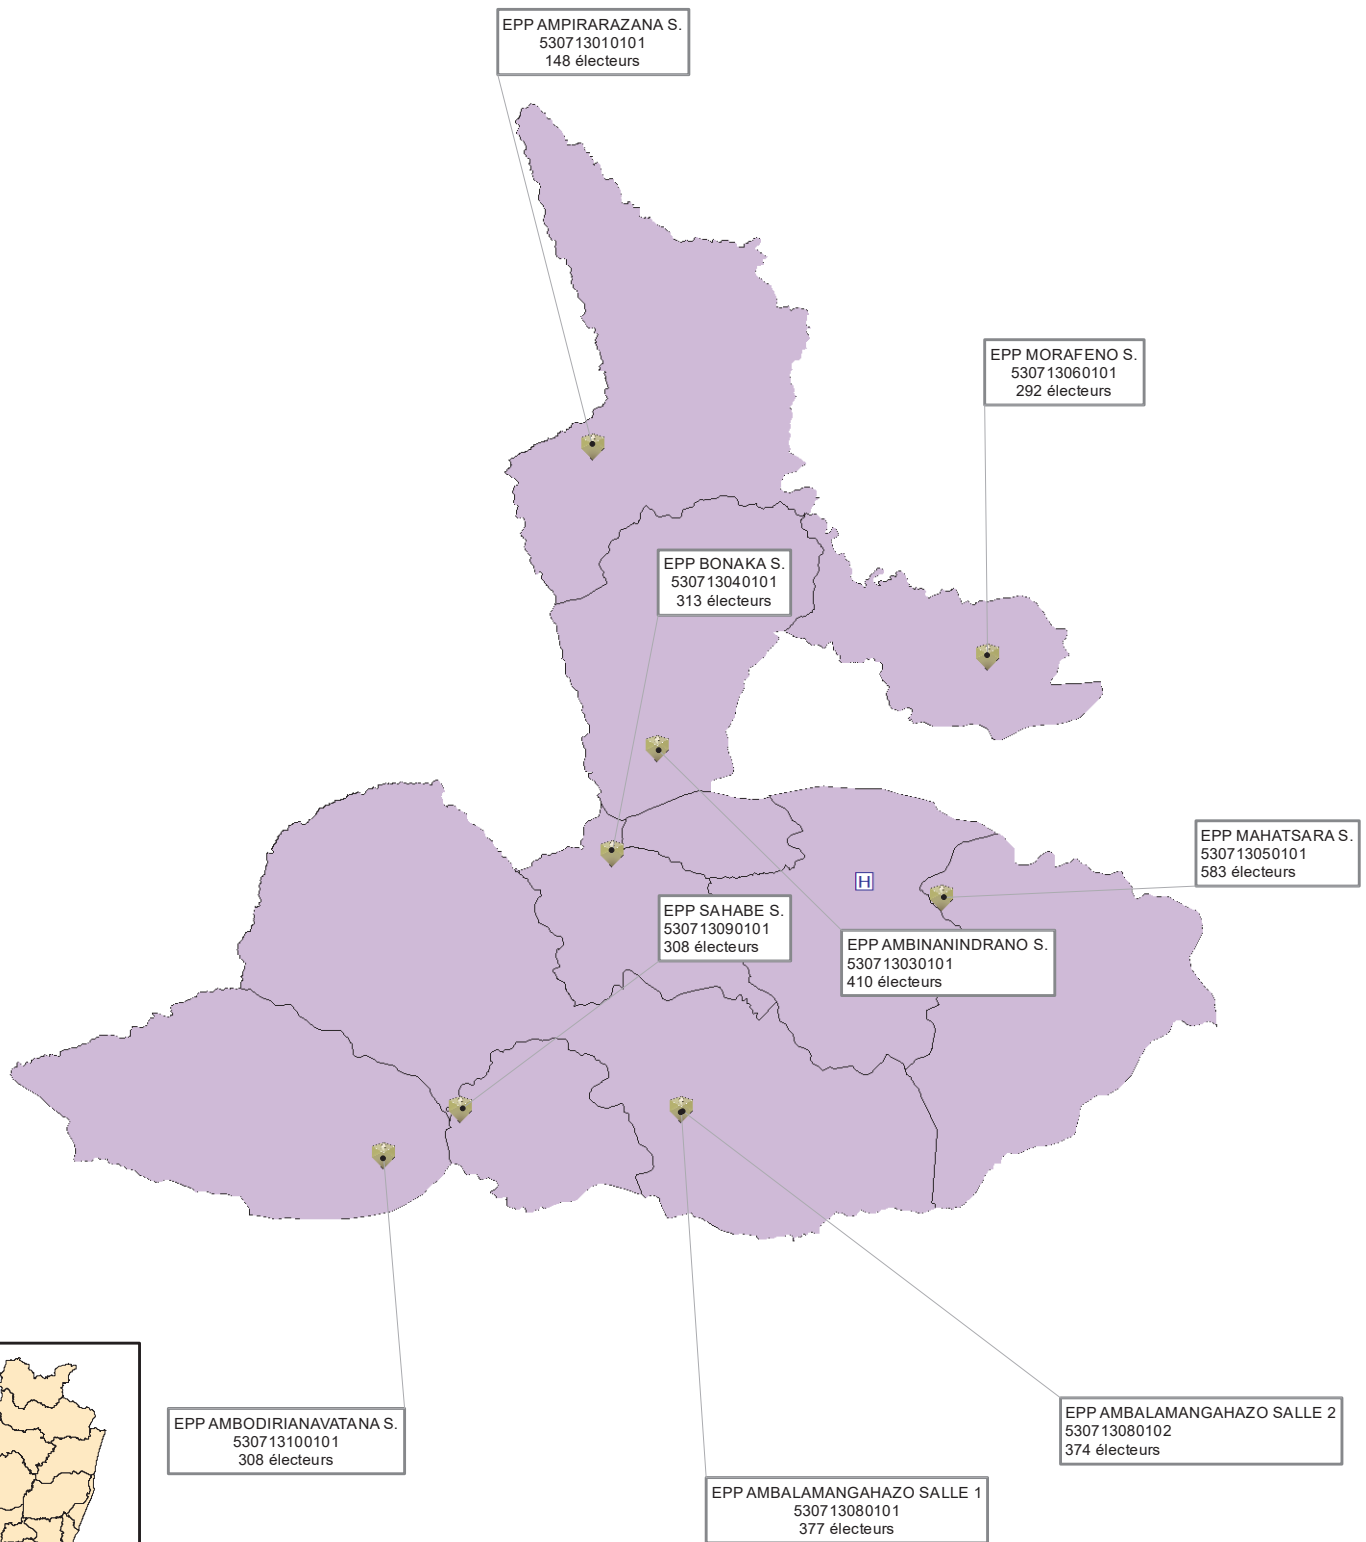 EPP AMPIRARAZANA S.
530713010101
148 électeurs
EPP MORAFENO S.
530713060101
292 électeurs
EPP BONAKA S.
530713040101
313 électeurs
EPP MAHATSARA S.
530713050101
583 électeurs
H
EPP SAHABE S.
530713090101
308 électeurs
EPP AMBINANINDRANO S.
530713030101
410 électeurs
EPP AMBODIRIANAVATANA S.
530713100101
308 électeurs
EPP AMBALAMANGAHAZO SALLE 2
530713080102
374 électeurs
EPP AMBALAMANGAHAZO SALLE 1
530713080101
377 électeurs